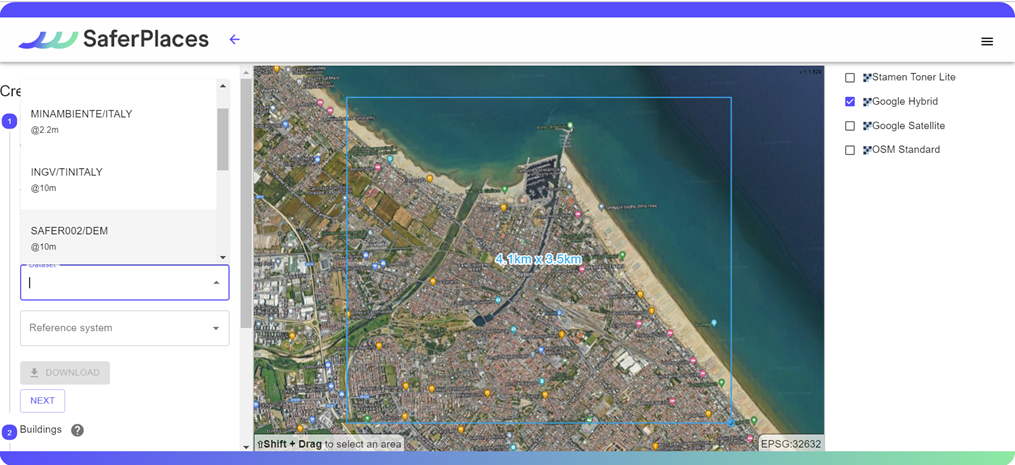 SaferPlaces
Cre
1
MINAMBIENTE/ITALY
@2.2m
INGV/TINITALY
@10m
SAFER002/DEM
@10m
Dataset
Reference system
DOWNLOAD
NEXT
2
Buildings
?
4.1km x 3.5km
⇧Shift + Drag to select an area
EPSG:32632
Stamen Toner Lite
Google Hybrid
Google Satellite
OSM Standard